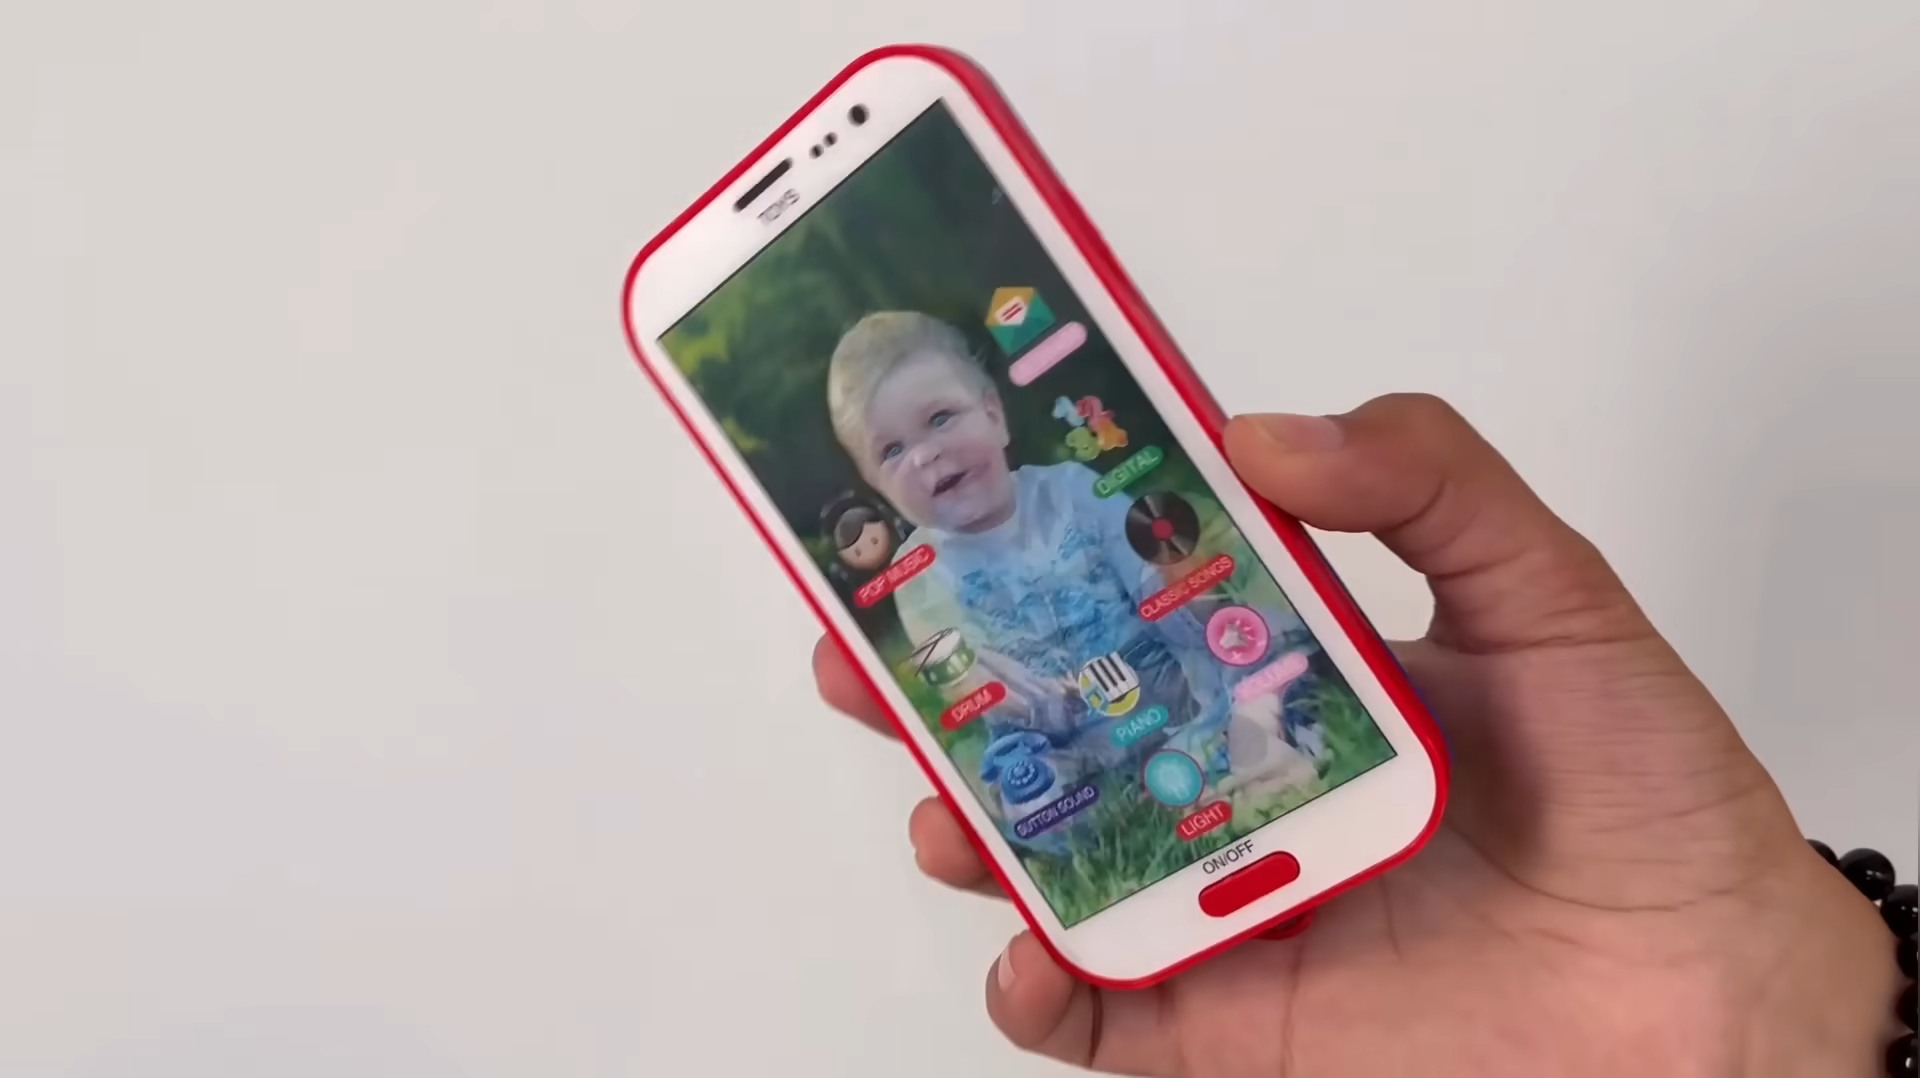 TOYS
DIGITAL
POP MUSIC
CLASSIC SONGS
DRUM
PIANO
BUTTON SOUND
LIGHT
ON/OFF